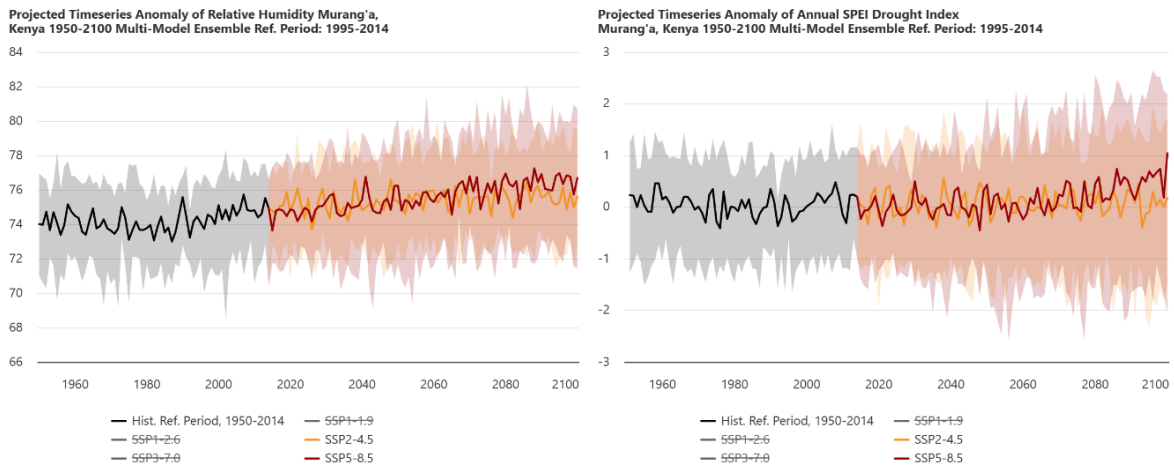 Projected Timeseries Anomaly of Relative Humidity Murang'a,
Kenya 1950-2100 Multi-Model Ensemble Ref. Period: 1995-2014
84
82
80
78
76
74
72
70
68
66
1960 1980 2000 2020 2040 2060 2080 2100
Hist. Ref. Period, 1950-2014 SSP1-1.9
SSP1-2.6 SSP2-4.5
SSP3-7.0 SSP5-8.5
Projected Timeseries Anomaly of Annual SPEI Drought Index
Murang'a, Kenya 1950-2100 Multi-Model Ensemble Ref. Period: 1995-2014
3
2
1
0
-1
-2
-3
1960 1980 2000 2020 2040 2060 2080 2100
Hist. Ref. Period, 1950-2014 SSP1-1.9
SSP1-2.6 SSP2-4.5
SSP3-7.0 SSP5-8.5